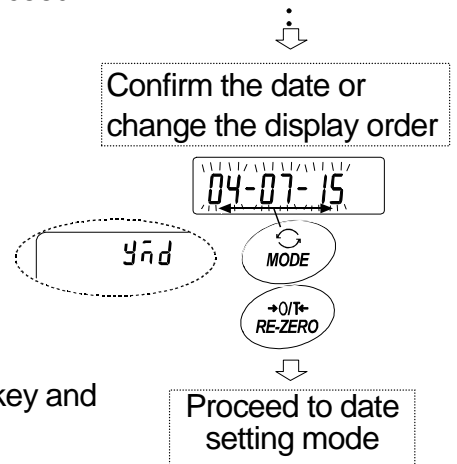 Confirm the date or
change the display order
04-07-15
ymd
MODE
→0/T←
RE-ZERO
key and
Proceed to date
setting mode